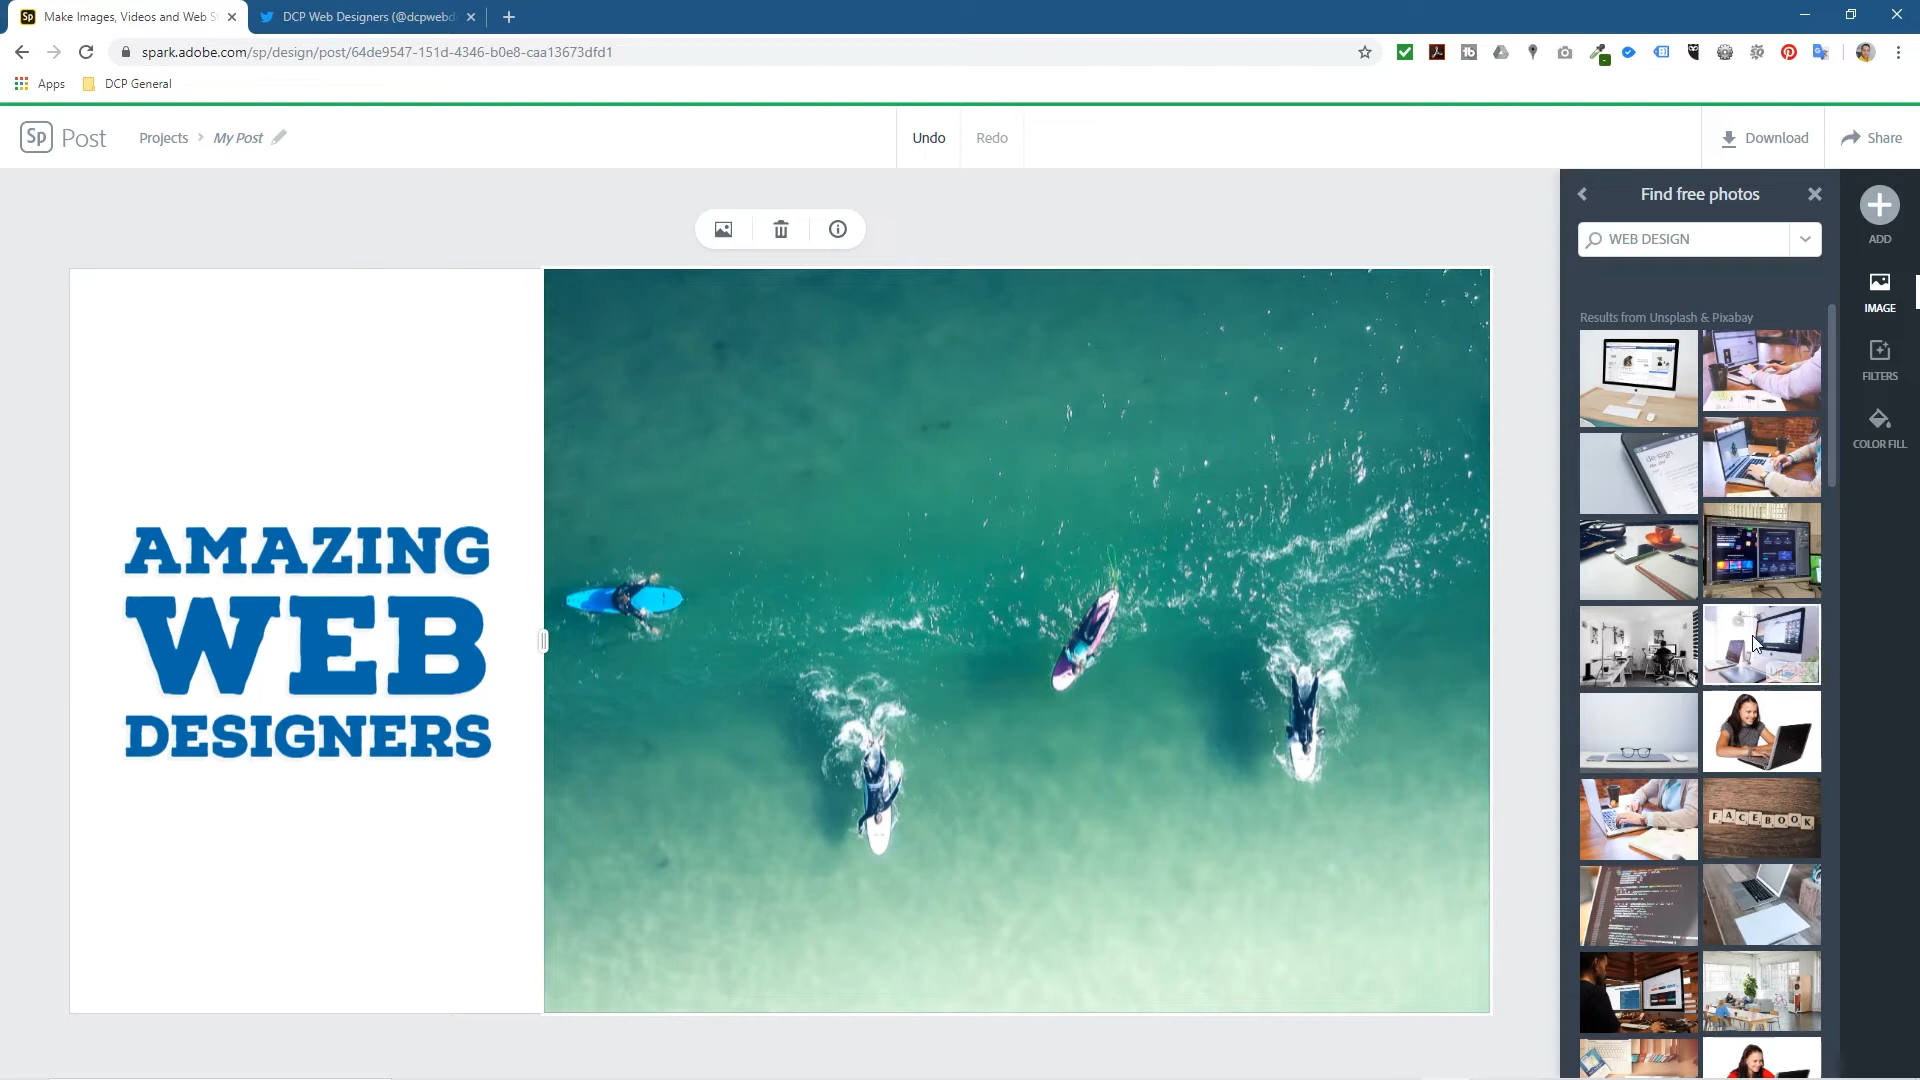 Make Images, Videos and Web S
DCP Web Designers (@dcpwebd
spark.adobe.com/sp/design/post/64de9547-151d-4346-b0e8-caa13673dfd1
Apps
DCP General
Sp Post
Projects > My Post
Undo
Redo
Download
Share
Find free photos
WEB DESIGN
Results from Unsplash & Pixabay
ADD
IMAGE
FILTERS
COLOR FILL
AMAZING
WEB
DESIGNERS
design
FACEBOOK